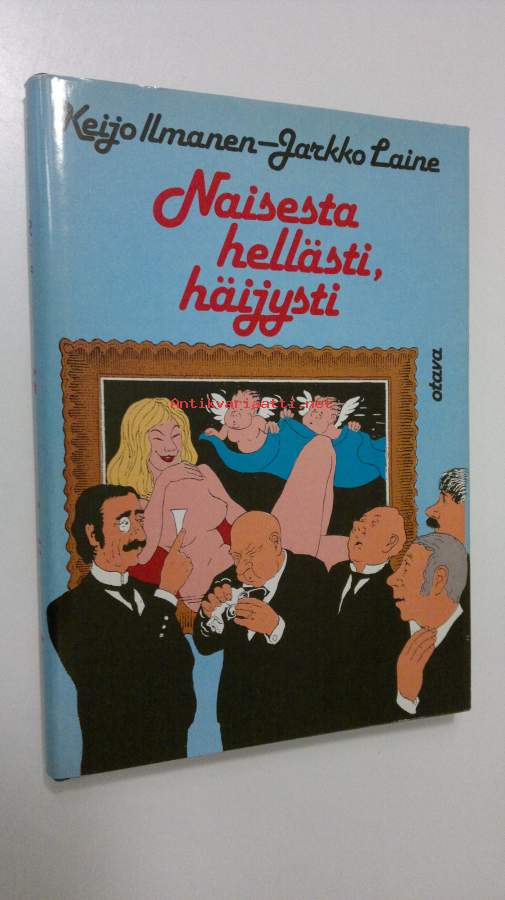 Keijo Ilmanen–Jarkko Laine
Naisesta
hellästi,
häijysti
otava
Antikvariaatti.net